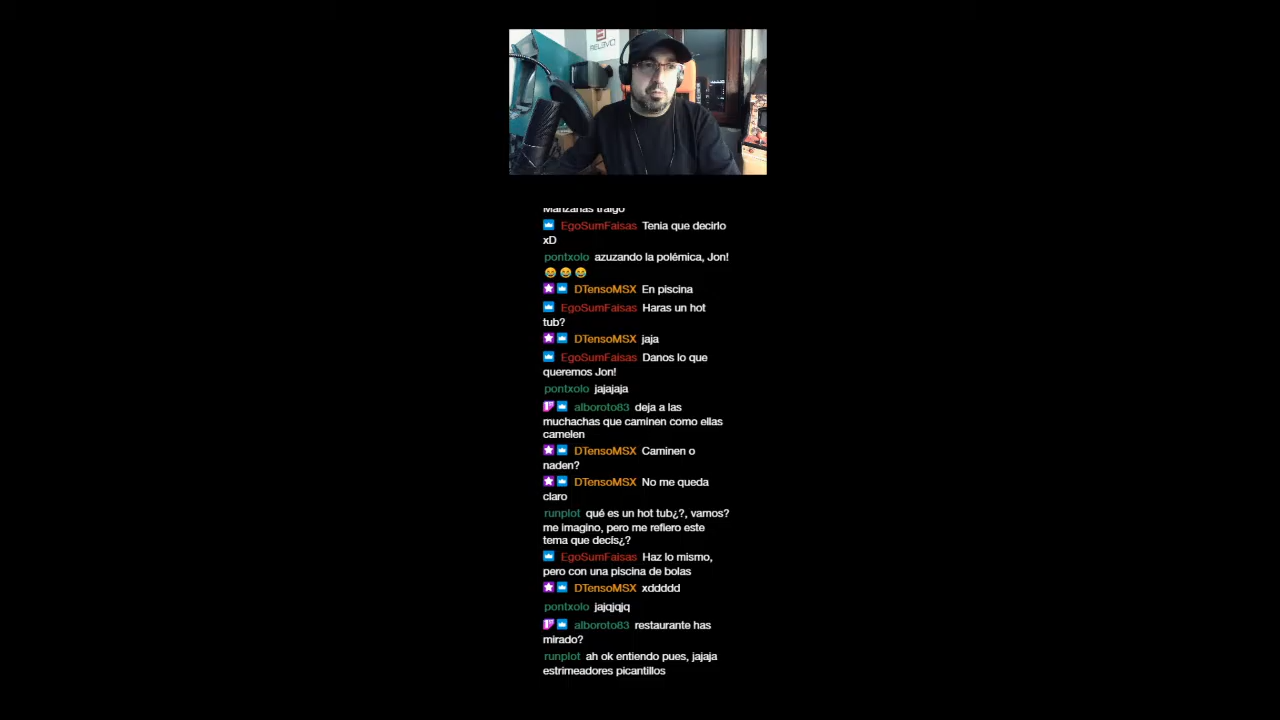 RELEVO
Manzanas traigo
EgoSumFaisas Tenia que decirlo
xD
pontxolo azuzando la polémica, Jon!
DTensoMSX En piscina
EgoSumFaisas Haras un hot
tub?
DTensoMSX jaja
EgoSumFaisas Danos lo que
queremos Jon!
pontxolo jajajaja
alboroto83 deja a las
muchachas que caminen como ellas
camelen
DTensoMSX Caminen o
naden?
DTensoMSX No me queda
claro
runplot qué es un hot tub¿?, vamos?
me imagino, pero me refiero este
tema que decís¿?
EgoSumFaisas Haz lo mismo,
pero con una piscina de bolas
DTensoMSX xddddd
pontxolo jajqjqjq
alboroto83 restaurante has
mirado?
runplot ah ok entiendo pues, jajaja
estrimeadores picantillos